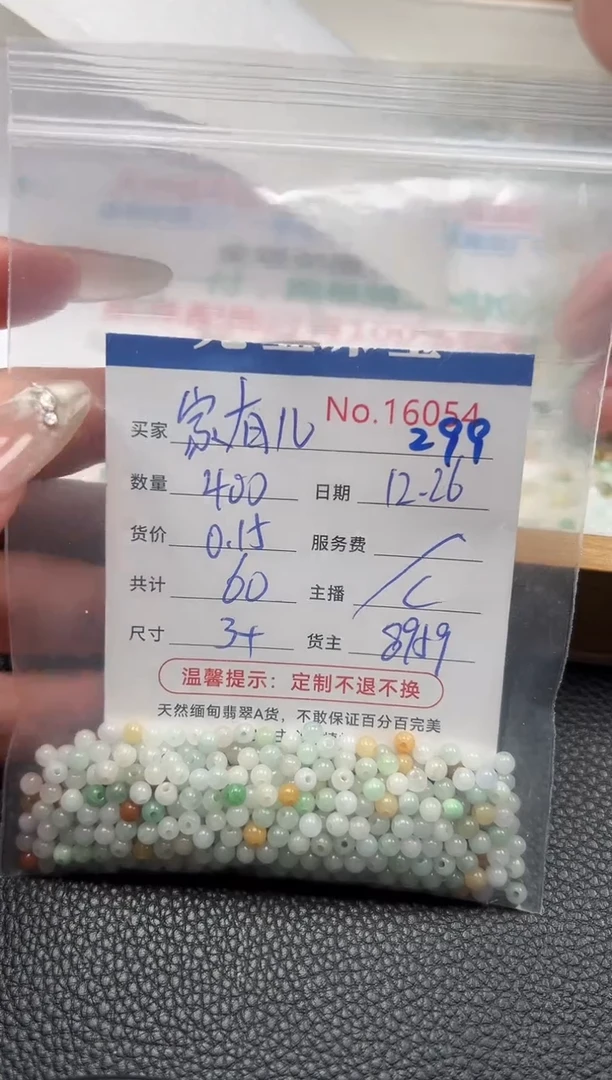 No.16054
买家 家有儿 299
数量 400 日期 12-26
货价 0.15 服务费 /
共计 60 主播 C
尺寸 3+ 货主 8959
温馨提示：定制不退不换
天然缅甸翡翠A货，不敢保证百分百完美